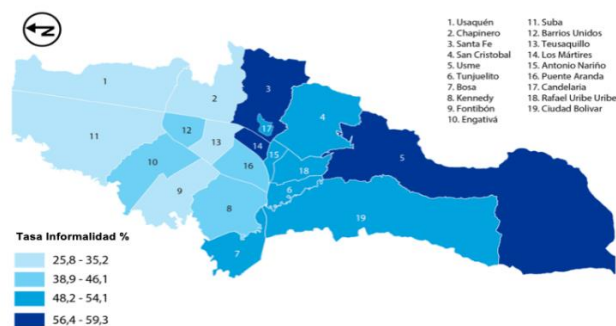 N
1. Usaquén
2. Chapinero
3. Santa Fe
4. San Cristobal
5. Usme
6. Tunjuelito
7. Bosa
8. Kennedy
9. Fontibón
10. Engativá
11. Suba
12. Barrios Unidos
13. Teusaquillo
14. Los Mártires
15. Antonio Nariño
16. Puente Aranda
17. Candelaria
18. Rafael Uribe Uribe
19. Ciudad Bolivar
1
2
3
4
17
12
11
13
14
15
5
10
16
18
9
6
8
19
7
Tasa Informalidad %
25,8 - 35,2
38,9 - 46,1
48,2 - 54,1
56,4 - 59,3